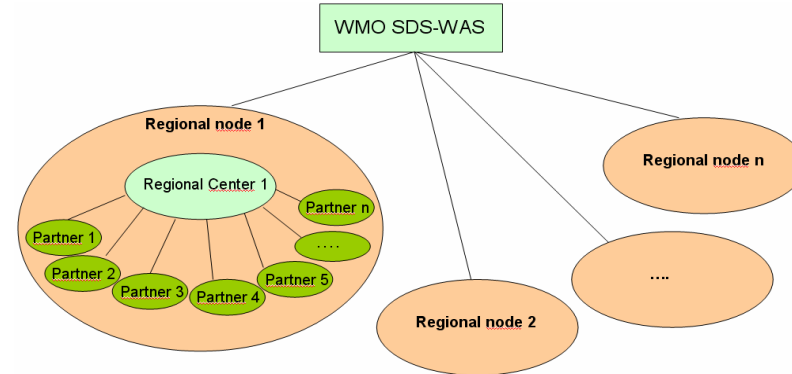 WMO SDS-WAS
Regional node 1
Regional Center 1
Partner 1
Partner 2
Partner 3
Partner 4
Partner 5
....
Partner n
Regional node 2
....
Regional node n